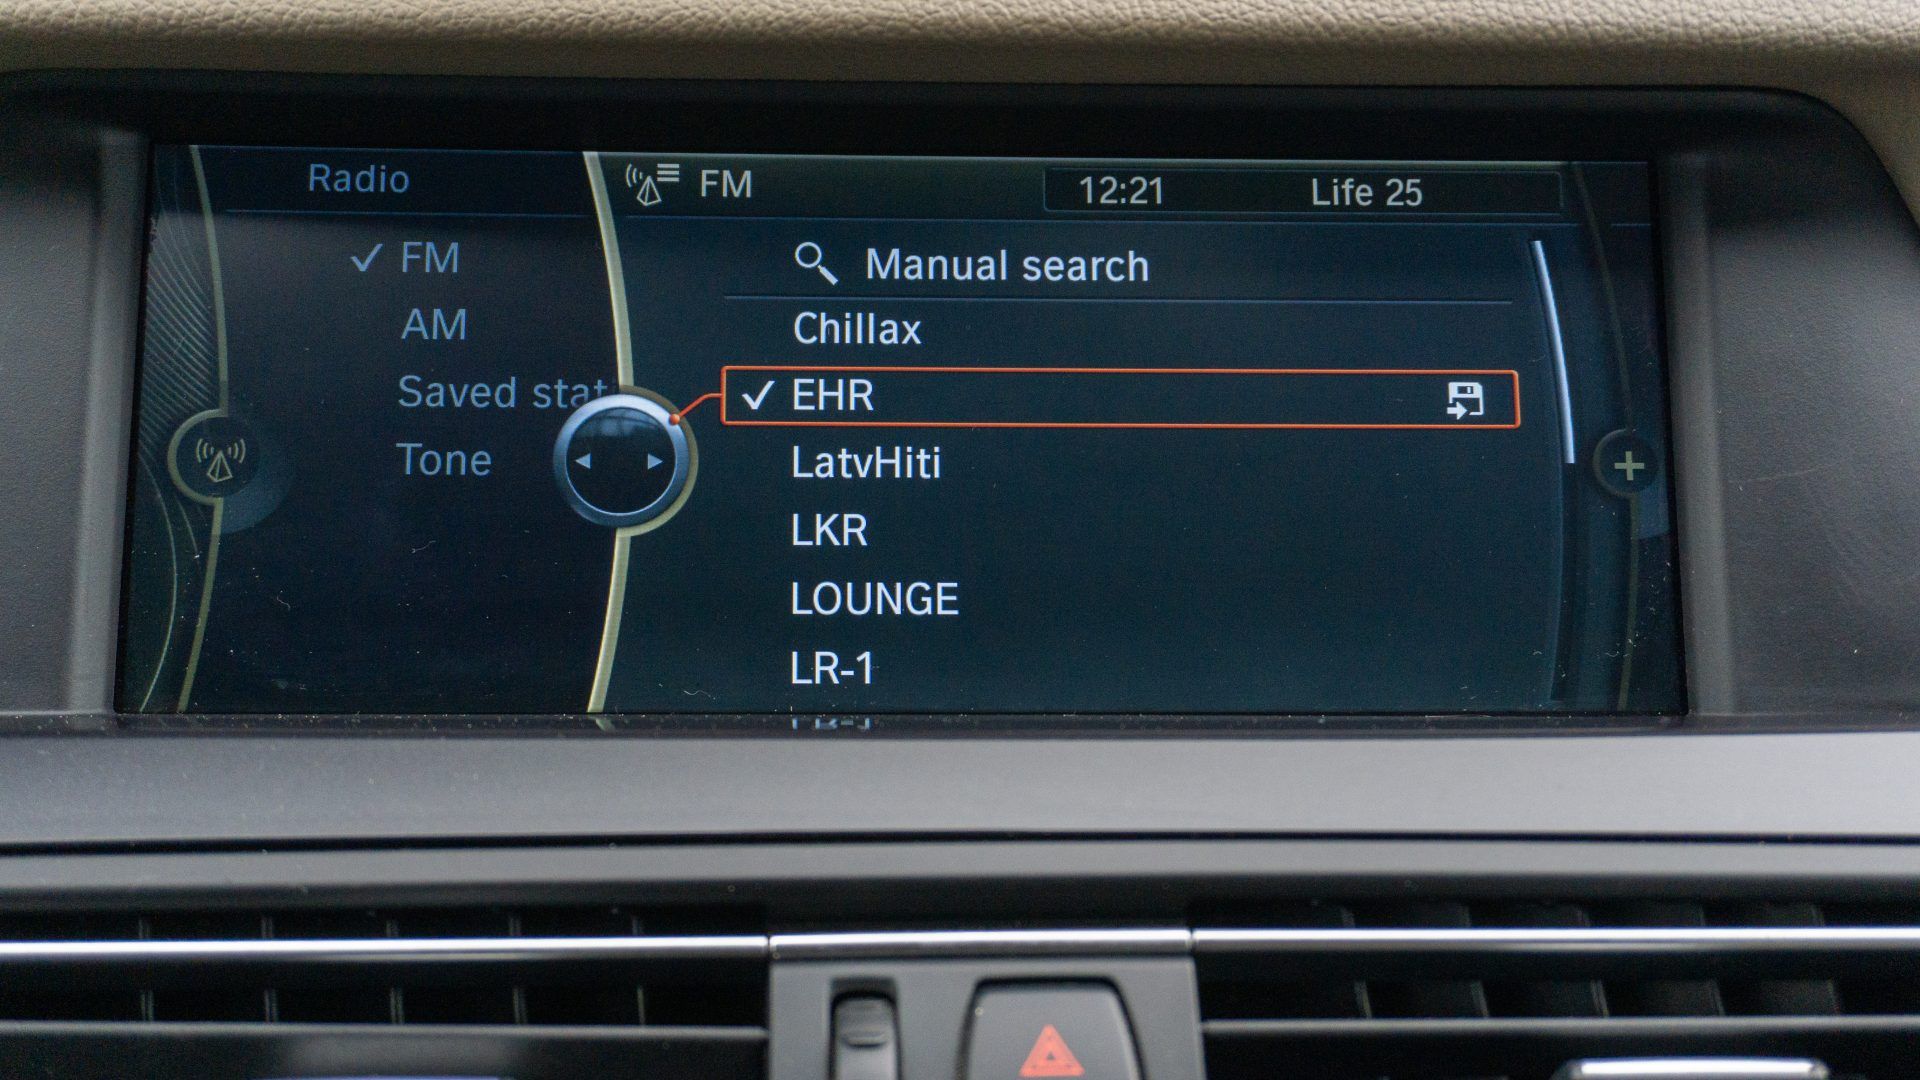 Radio
FM
12:21
Life 25
FM
AM
Saved stat
Tone
Manual search
Chillax
EHR
LatvHiti
LKR
LOUNGE
LR-1